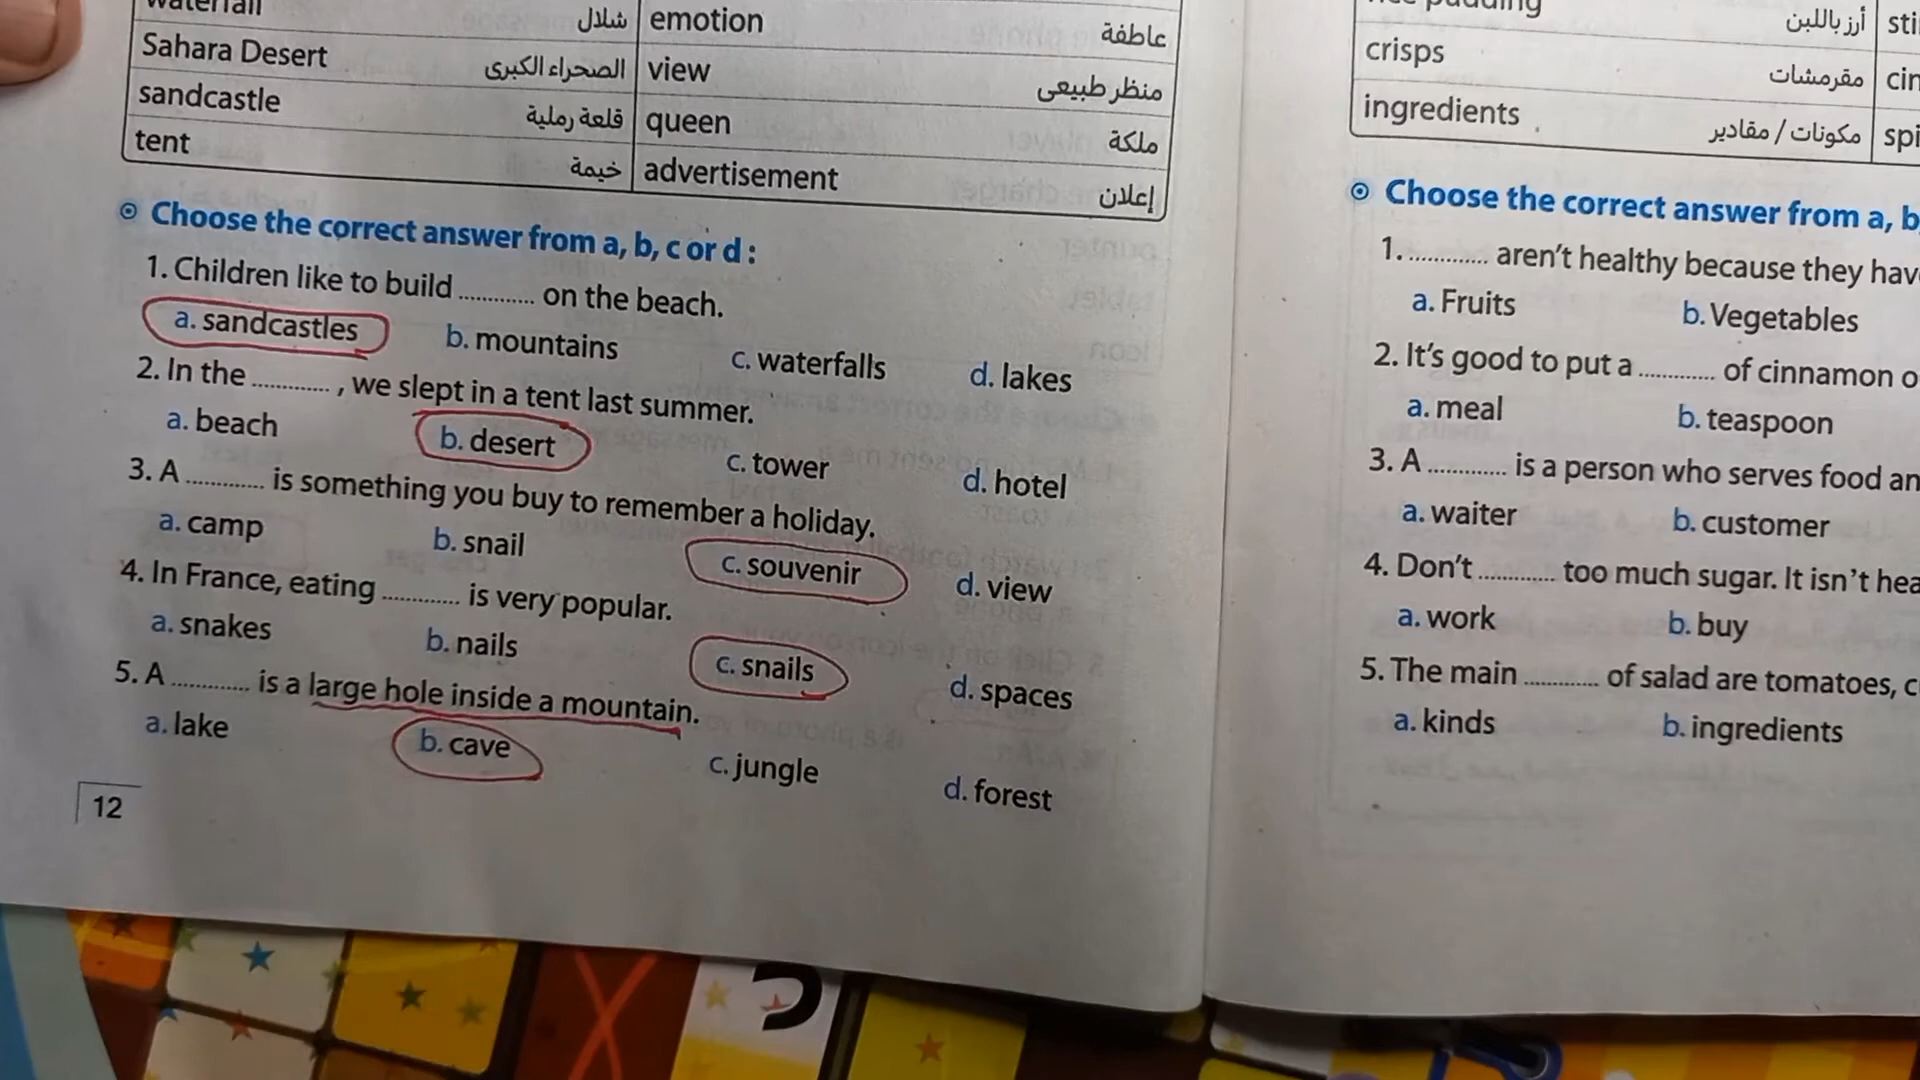 waterfall شلال emotion عاطفة
Sahara Desert الصحراء الكبرى view منظر طبيعى
sandcastle قلعة رملية queen ملكة
tent خيمة advertisement إعلان
Choose the correct answer from a, b, c or d :
1. Children like to build ............ on the beach.
a. sandcastles b. mountains c. waterfalls d. lakes
2. In the ............ , we slept in a tent last summer.
a. beach b. desert c. tower d. hotel
3. A ............ is something you buy to remember a holiday.
a. camp b. snail c. souvenir d. view
4. In France, eating ............ is very popular.
a. snakes b. nails c. snails d. spaces
5. A ............ is a large hole inside a mountain.
a. lake b. cave c. jungle d. forest
12
pudding أرز باللبن
crisps مقرمشات
ingredients مكونات / مقادير
Choose the correct answer from a, b
1. ............ aren't healthy because they
a. Fruits b. Vegetables
2. It's good to put a ............ of cinnamon
a. meal b. teaspoon
3. A ............ is a person who serves food
a. waiter b. customer
4. Don't ............ too much sugar. It isn't
a. work b. buy
5. The main ............ of salad are tomatoes,
a. kinds b. ingredients